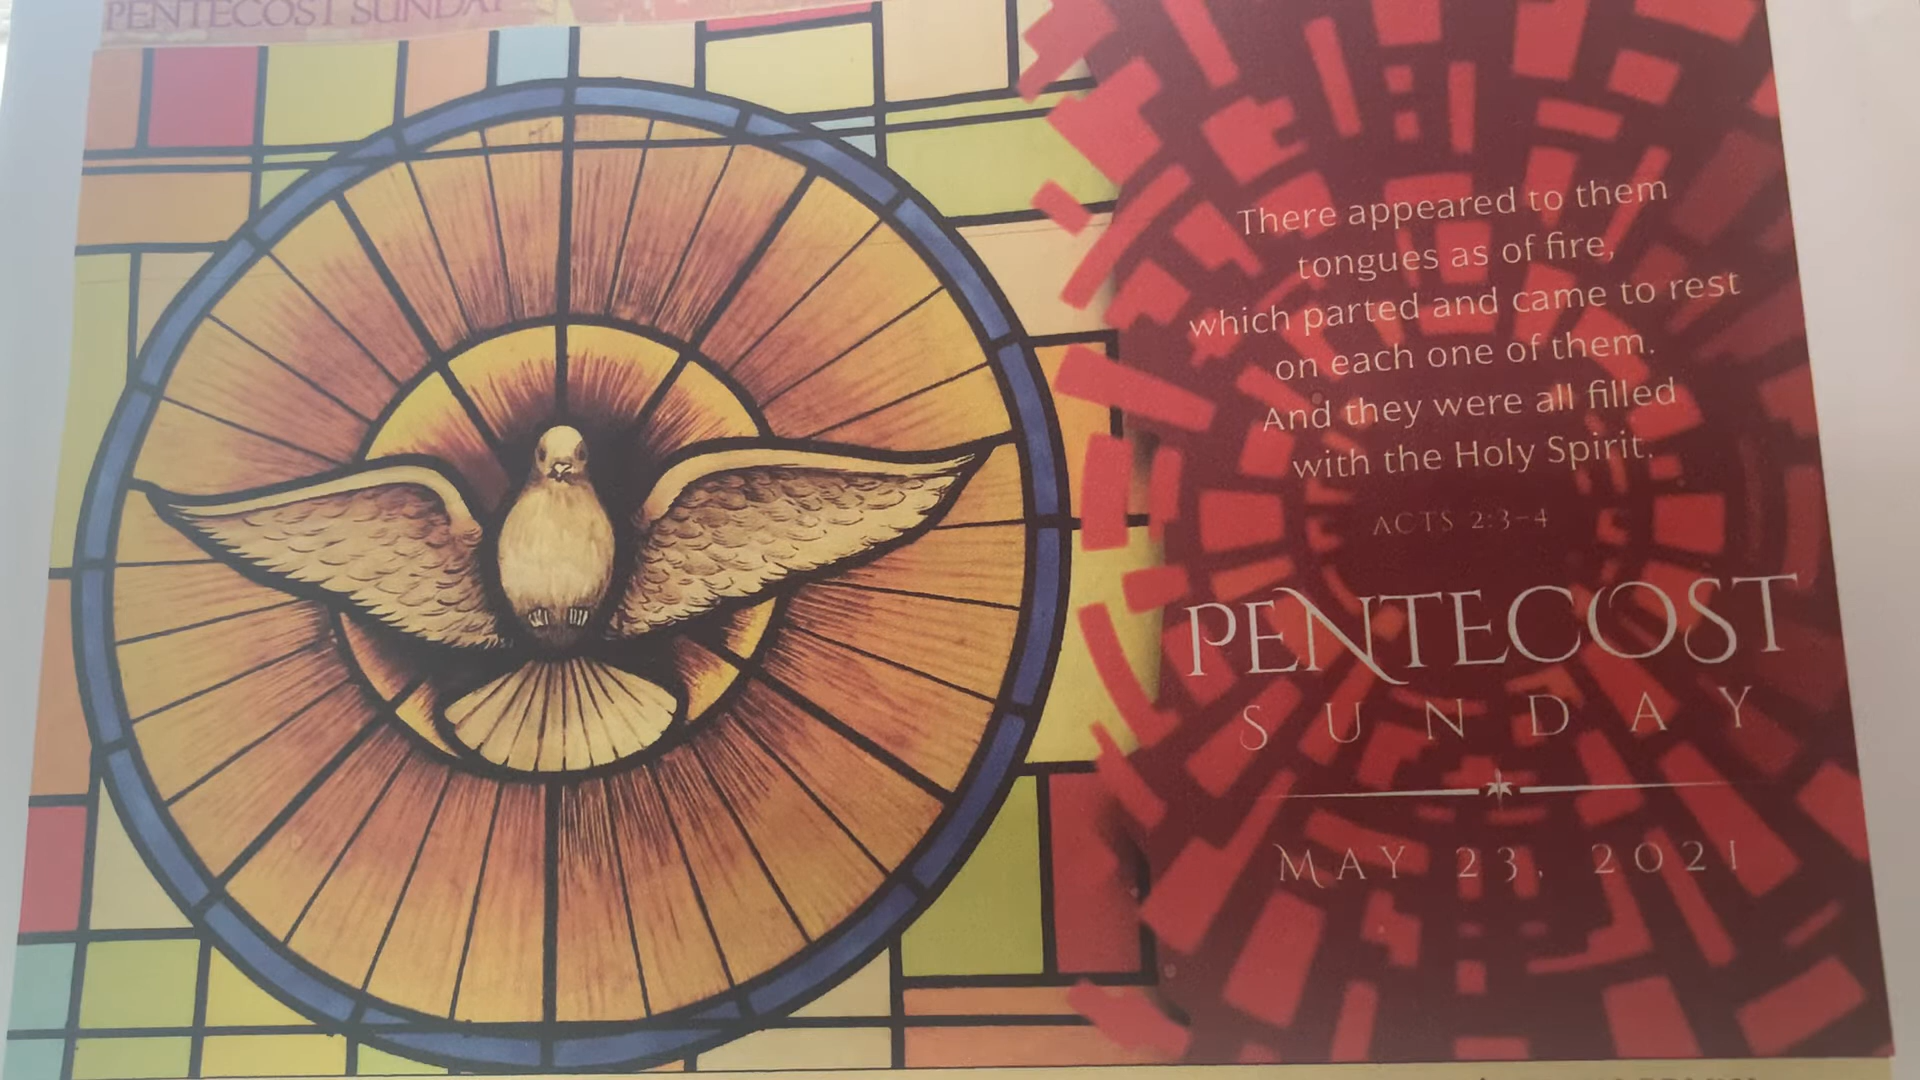 PENTECOST SUNDAY
There appeared to them
tongues as of fire,
which parted and came to rest
on each one of them.
And they were all filled
with the Holy Spirit.
ACTS 2:3-4
PENTECOST
SUNDAY
MAY 23, 2021